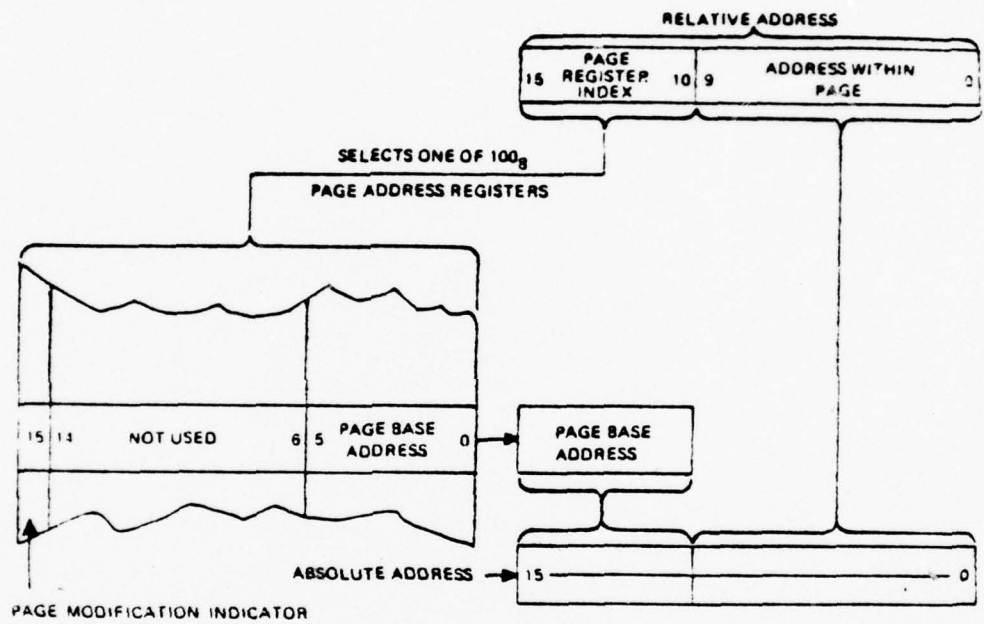 RELATIVE ADDRESS
PAGE
REGISTER
INDEX
15
10
9
ADDRESS WITHIN
PAGE
0
SELECTS ONE OF 100₈
PAGE ADDRESS REGISTERS
15
14
NOT USED
6
5
PAGE BASE
ADDRESS
0
PAGE BASE
ADDRESS
ABSOLUTE ADDRESS
15
0
PAGE MODIFICATION INDICATOR